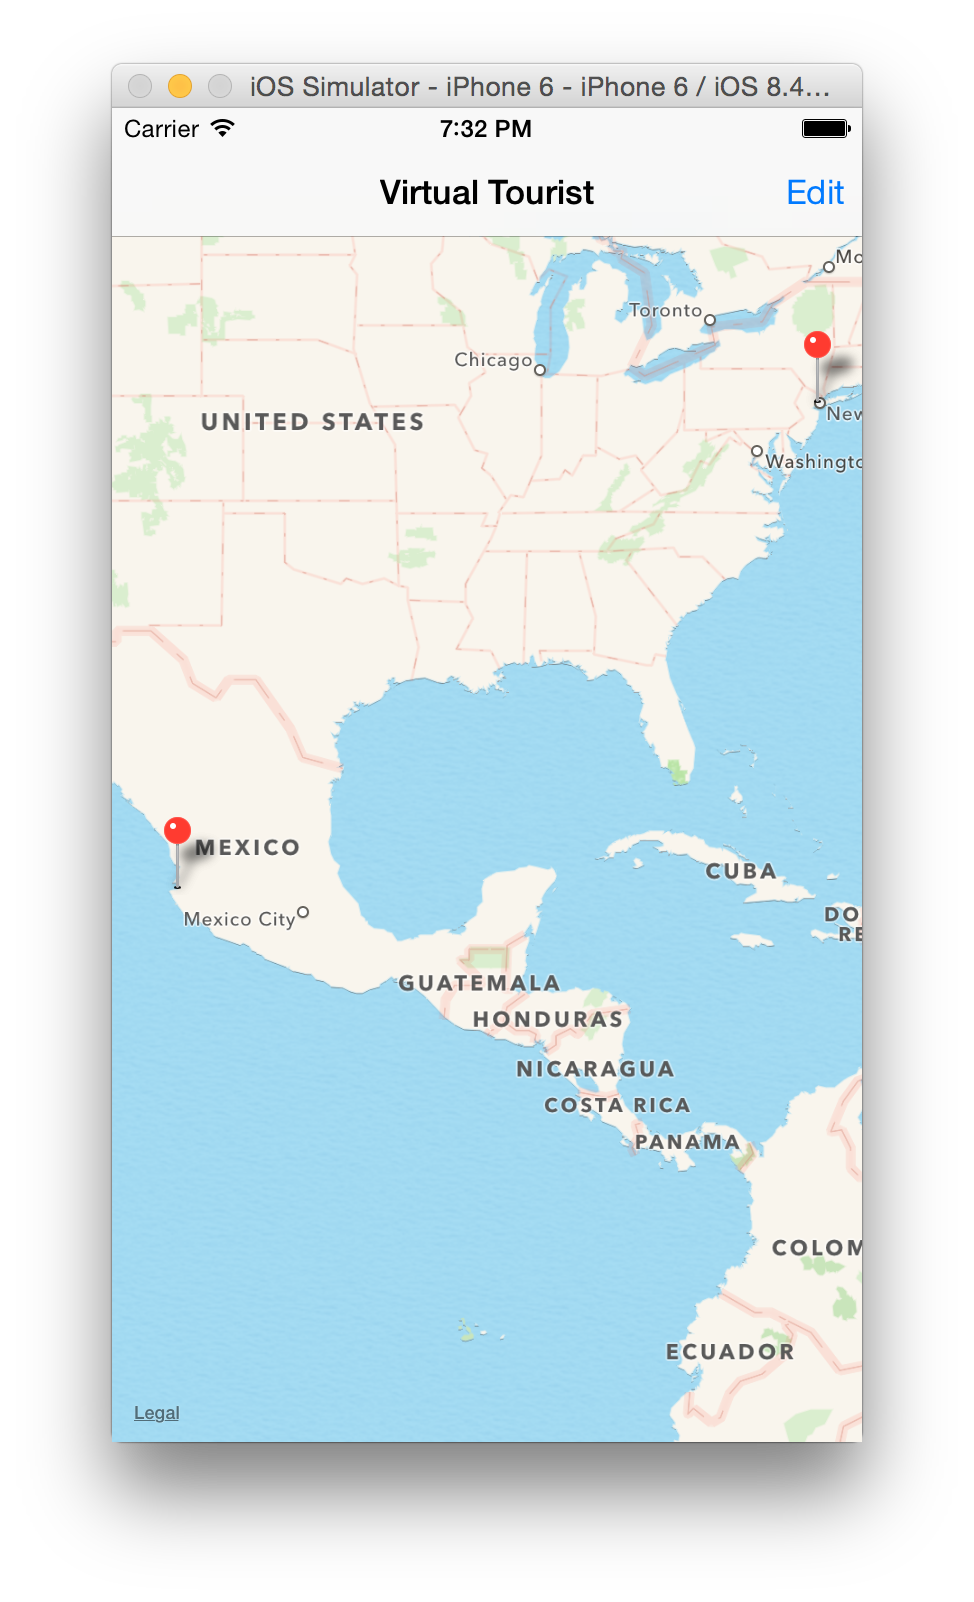 iOS Simulator - iPhone 6 - iPhone 6 / iOS 8.4...
Carrier 7:32 PM
Virtual Tourist Edit
Mo
Toronto
Chicago
New
UNITED STATES
Washingto
MEXICO
CUBA
Mexico City
DO
RE
GUATEMALA
HONDURAS
NICARAGUA
COSTA RICA
PANAMA
COLOM
ECUADOR
Legal